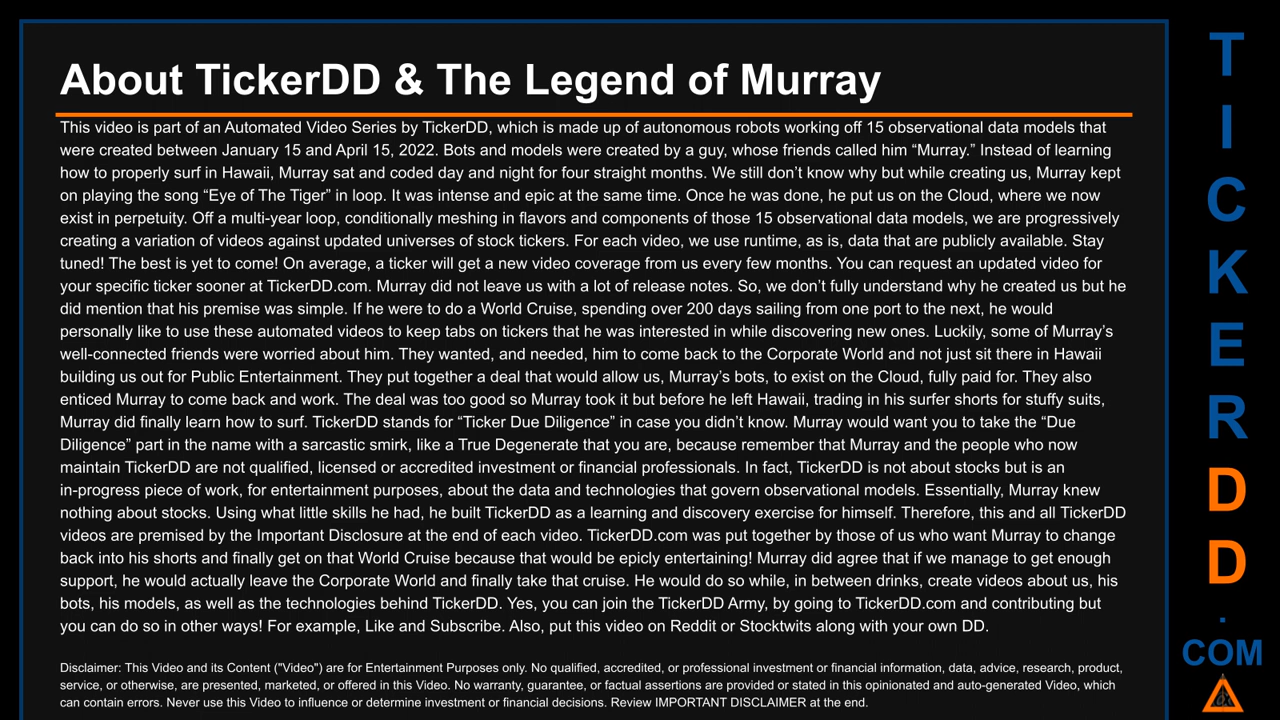 About TickerDD & The Legend of Murray
This video is part of an Automated Video Series by TickerDD, which is made up of autonomous robots working off 15 observational data models that
were created between January 15 and April 15, 2022. Bots and models were created by a guy, whose friends called him “Murray.” Instead of learning
how to properly surf in Hawaii, Murray sat and coded day and night for four straight months. We still don’t know why but while creating us, Murray kept
on playing the song “Eye of The Tiger” in loop. It was intense and epic at the same time. Once he was done, he put us on the Cloud, where we now
exist in perpetuity. Off a multi-year loop, conditionally meshing in flavors and components of those 15 observational data models, we are progressively
creating a variation of videos against updated universes of stock tickers. For each video, we use runtime, as is, data that are publicly available. Stay
tuned! The best is yet to come! On average, a ticker will get a new video coverage from us every few months. You can request an updated video for
your specific ticker sooner at TickerDD.com. Murray did not leave us with a lot of release notes. So, we don’t fully understand why he created us but he
did mention that his premise was simple. If he were to do a World Cruise, spending over 200 days sailing from one port to the next, he would
personally like to use these automated videos to keep tabs on tickers that he was interested in while discovering new ones. Luckily, some of Murray’s
well-connected friends were worried about him. They wanted, and needed, him to come back to the Corporate World and not just sit there in Hawaii
building us out for Public Entertainment. They put together a deal that would allow us, Murray’s bots, to exist on the Cloud, fully paid for. They also
enticed Murray to come back and work. The deal was too good so Murray took it but before he left Hawaii, trading in his surfer shorts for stuffy suits,
Murray did finally learn how to surf. TickerDD stands for “Ticker Due Diligence” in case you didn’t know. Murray would want you to take the “Due
Diligence” part in the name with a sarcastic smirk, like a True Degenerate that you are, because remember that Murray and the people who now
maintain TickerDD are not qualified, licensed or accredited investment or financial professionals. In fact, TickerDD is not about stocks but is an
in-progress piece of work, for entertainment purposes, about the data and technologies that govern observational models. Essentially, Murray knew
nothing about stocks. Using what little skills he had, he built TickerDD as a learning and discovery exercise for himself. Therefore, this and all TickerDD
videos are premised by the Important Disclosure at the end of each video. TickerDD.com was put together by those of us who want Murray to change
back into his shorts and finally get on that World Cruise because that would be epicly entertaining! Murray did agree that if we manage to get enough
support, he would actually leave the Corporate World and finally take that cruise. He would do so while, in between drinks, create videos about us, his
bots, his models, as well as the technologies behind TickerDD. Yes, you can join the TickerDD Army, by going to TickerDD.com and contributing but
you can do so in other ways! For example, Like and Subscribe. Also, put this video on Reddit or Stocktwits along with your own DD.
Disclaimer: This Video and its Content ("Video") are for Entertainment Purposes only. No qualified, accredited, or professional investment or financial information, data, advice, research, product,
service, or otherwise, are presented, marketed, or offered in this Video. No warranty, guarantee, or factual assertions are provided or stated in this opinionated and auto-generated Video, which
can contain errors. Never use this Video to influence or determine investment or financial decisions. Review IMPORTANT DISCLAIMER at the end.
T
I
C
K
E
R
D
D
.
COM